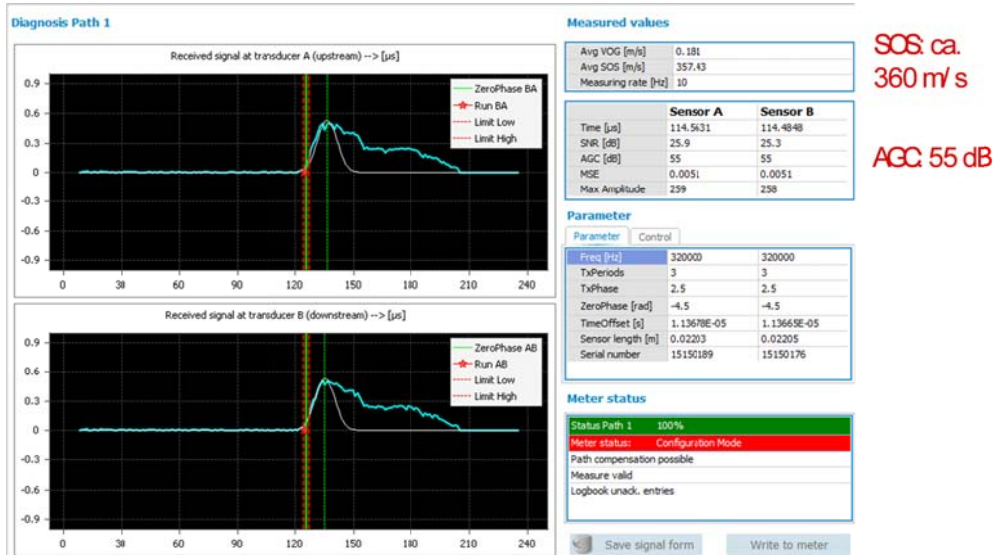 Diagnosis Path 1
Received signal at transducer A (upstream) --> [µs]
0.9
0.6
0.3
0
-0.3
-0.6
-0.9
0 30 60 90 120 150 180 210 240
ZeroPhase BA
Run BA
Limit Low
Limit High
Received signal at transducer B (downstream) --> [µs]
0.9
0.6
0.3
0
-0.3
-0.6
-0.9
0 30 60 90 120 150 180 210 240
ZeroPhase AB
Run AB
Limit Low
Limit High
Measured values
Avg VOG [m/s] 0.181
Avg SOS [m/s] 357.43
Measuring rate [Hz] 10
Sensor A Sensor B
Time [µs] 114.5631 114.4848
SNR [dB] 25.9 25.3
AGC [dB] 55 55
MSE 0.0051 0.0051
Max Amplitude 259 258
Parameter
Parameter Control
Freq [Hz] 320000 320000
TxPeriods 3 3
TxPhase 2.5 2.5
ZeroPhase [rad] -4.5 -4.5
TimeOffset [s] 1.13678E-05 1.13665E-05
Sensor length [m] 0.02203 0.02205
Serial number 15150189 15150176
Meter status
Status Path 1 100%
Meter status: Configuration Mode
Path compensation possible
Measure valid
Logbook unack. entries
Save signal form Write to meter
SOS: ca.
360 m/s
AGC: 55 dB